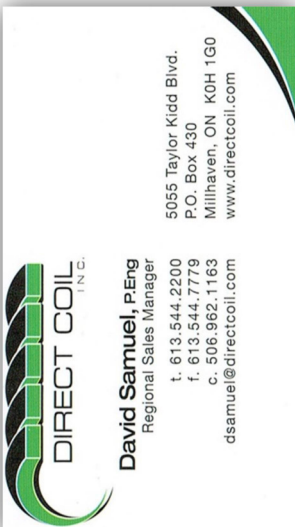 DIRECT COIL
INC.
David Samuel, P.Eng
Regional Sales Manager
t. 613.544.2200
f. 613.544.7779
c. 506.962.1163
dsamuel@directcoil.com
5055 Taylor Kidd Blvd.
P.O. Box 430
Millhaven, ON K0H 1G0
www.directcoil.com